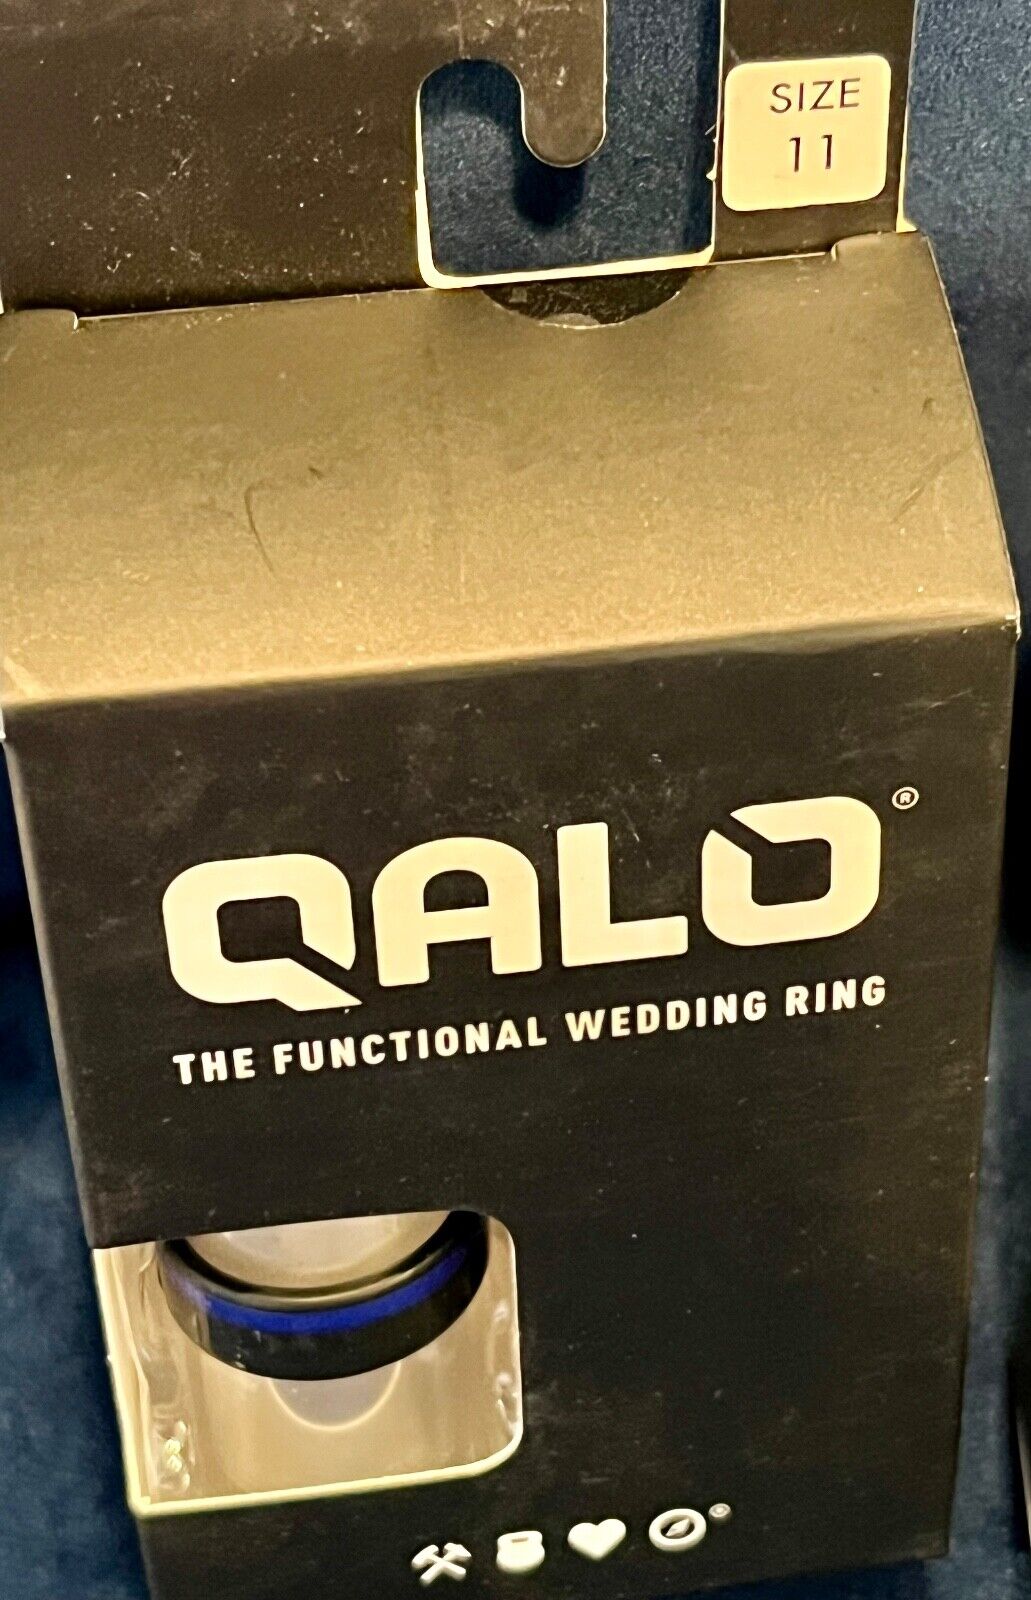 SIZE
11
QALO®
THE FUNCTIONAL WEDDING RING